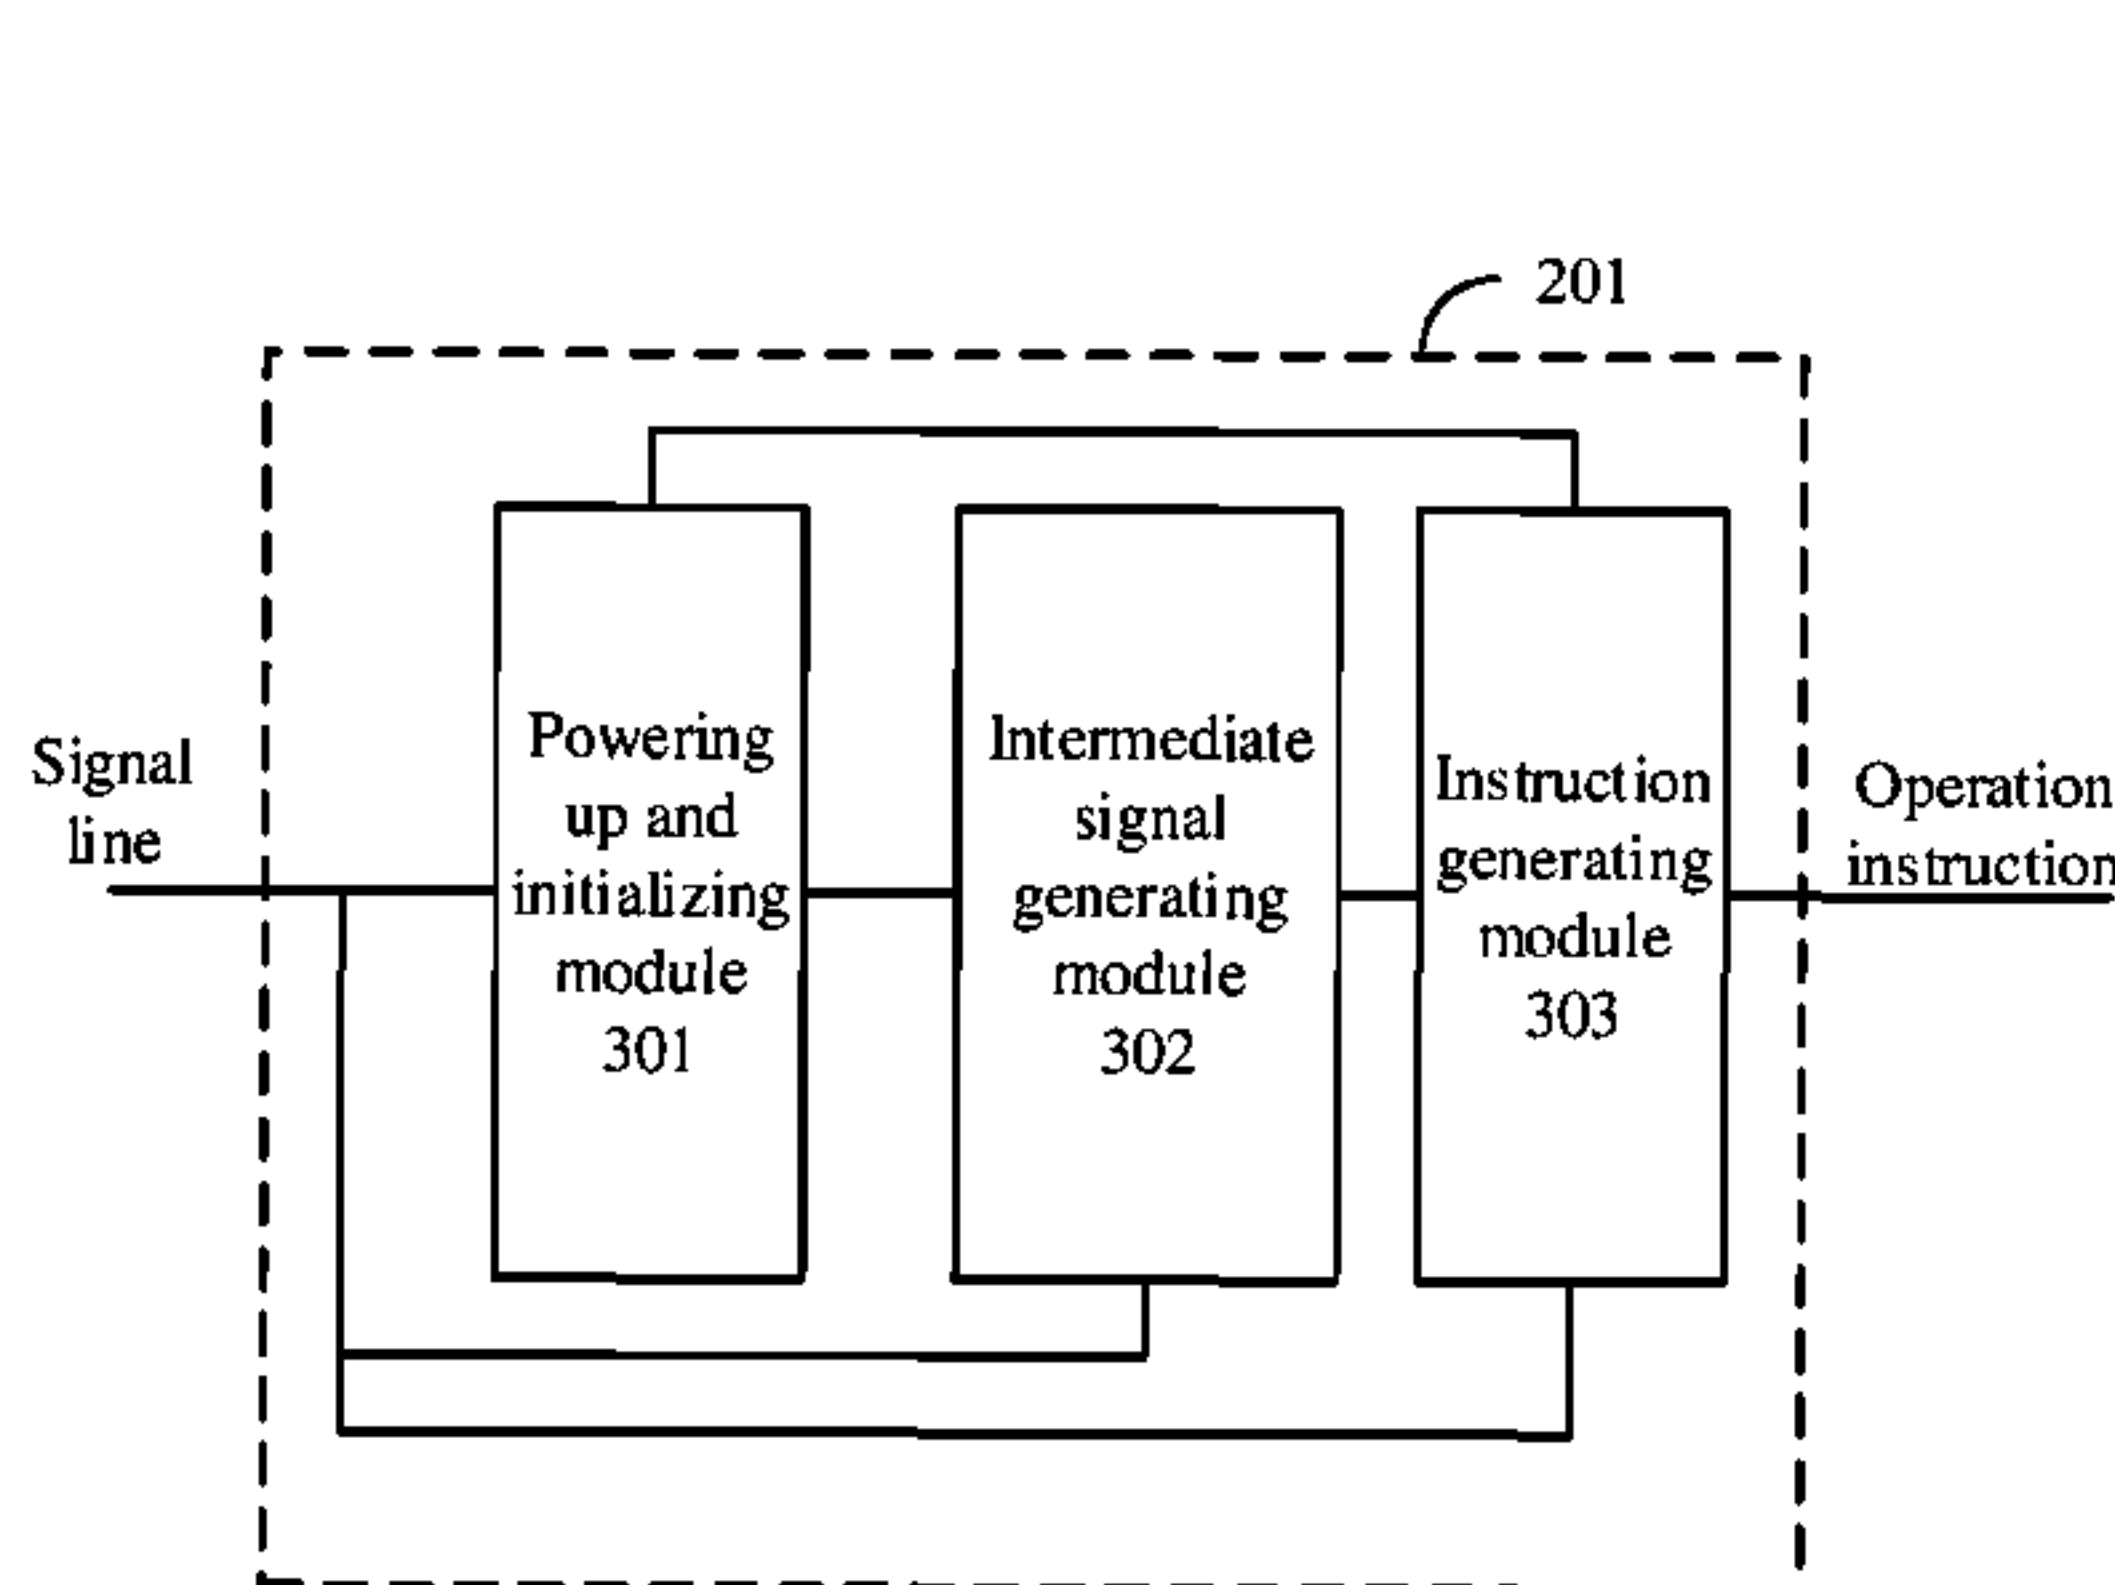 201
Signal
line
Powering
up and
initializing
module
301
Intermediate
signal
generating
module
302
Instruction
generating
module
303
Operation
instruction